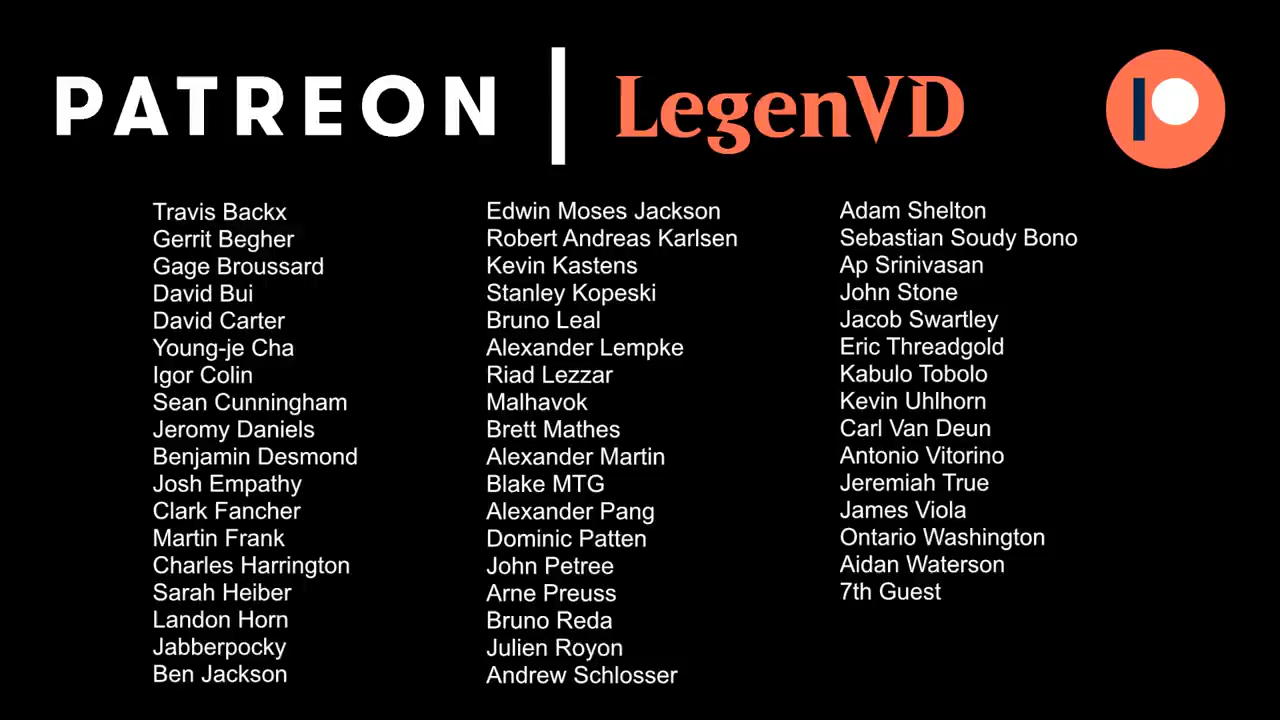 PATREON | LegenVD
Travis Backx
Gerrit Begher
Gage Broussard
David Bui
David Carter
Young-je Cha
Igor Colin
Sean Cunningham
Jeromy Daniels
Benjamin Desmond
Josh Empathy
Clark Fancher
Martin Frank
Charles Harrington
Sarah Heiber
Landon Horn
Jabberpocky
Ben Jackson
Edwin Moses Jackson
Robert Andreas Karlsen
Kevin Kastens
Stanley Kopeski
Bruno Leal
Alexander Lempke
Riad Lezzar
Malhavok
Brett Mathes
Alexander Martin
Blake MTG
Alexander Pang
Dominic Patten
John Petree
Arne Preuss
Bruno Reda
Julien Royon
Andrew Schlosser
Adam Shelton
Sebastian Soudy Bono
Ap Srinivasan
John Stone
Jacob Swartley
Eric Threadgold
Kabulo Tobolo
Kevin Uhlhorn
Carl Van Deun
Antonio Vitorino
Jeremiah True
James Viola
Ontario Washington
Aidan Waterson
7th Guest